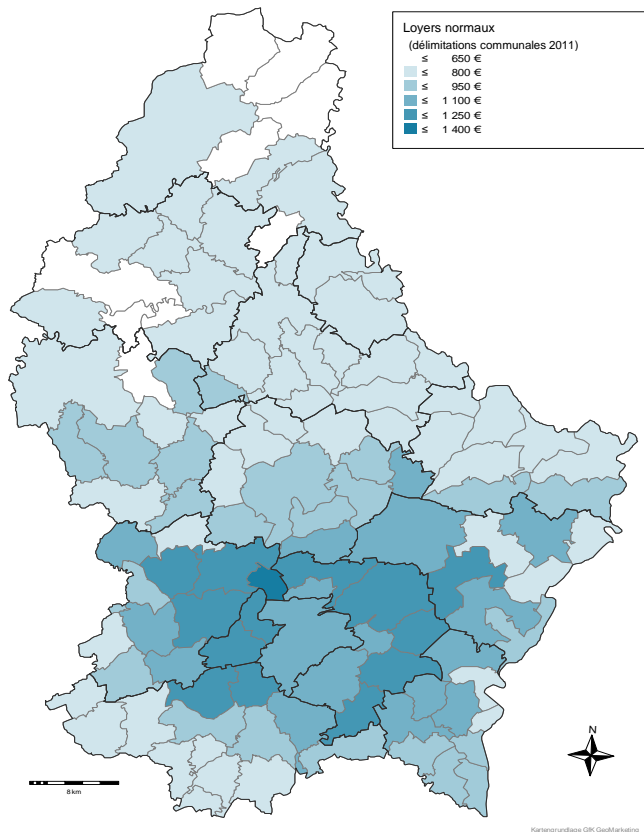 Loyers normaux
(délimitations communales 2011)
≤ 650 €
≤ 800 €
≤ 950 €
≤ 1 100 €
≤ 1 250 €
≤ 1 400 €
N
8 km
Kartengrundlage GfK GeoMarketing